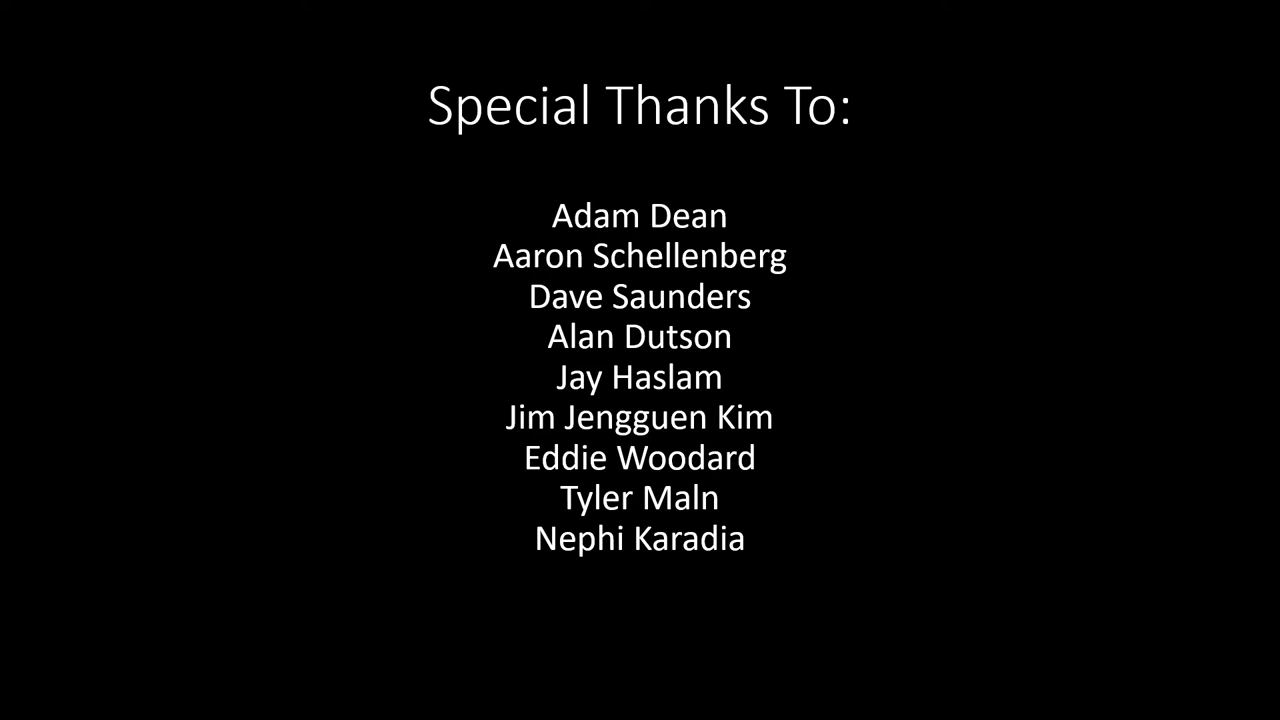 Special Thanks To:
Adam Dean
Aaron Schellenberg
Dave Saunders
Alan Dutson
Jay Haslam
Jim Jengguen Kim
Eddie Woodard
Tyler Maln
Nephi Karadia